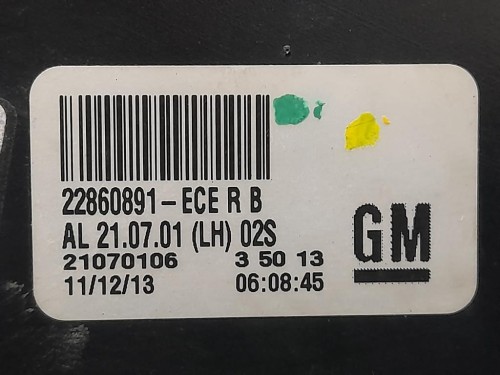 22860891-ECE R B
AL 21.07.01 (LH) 02S
21070106 3 50 13
11/12/13 06:08:45
GM